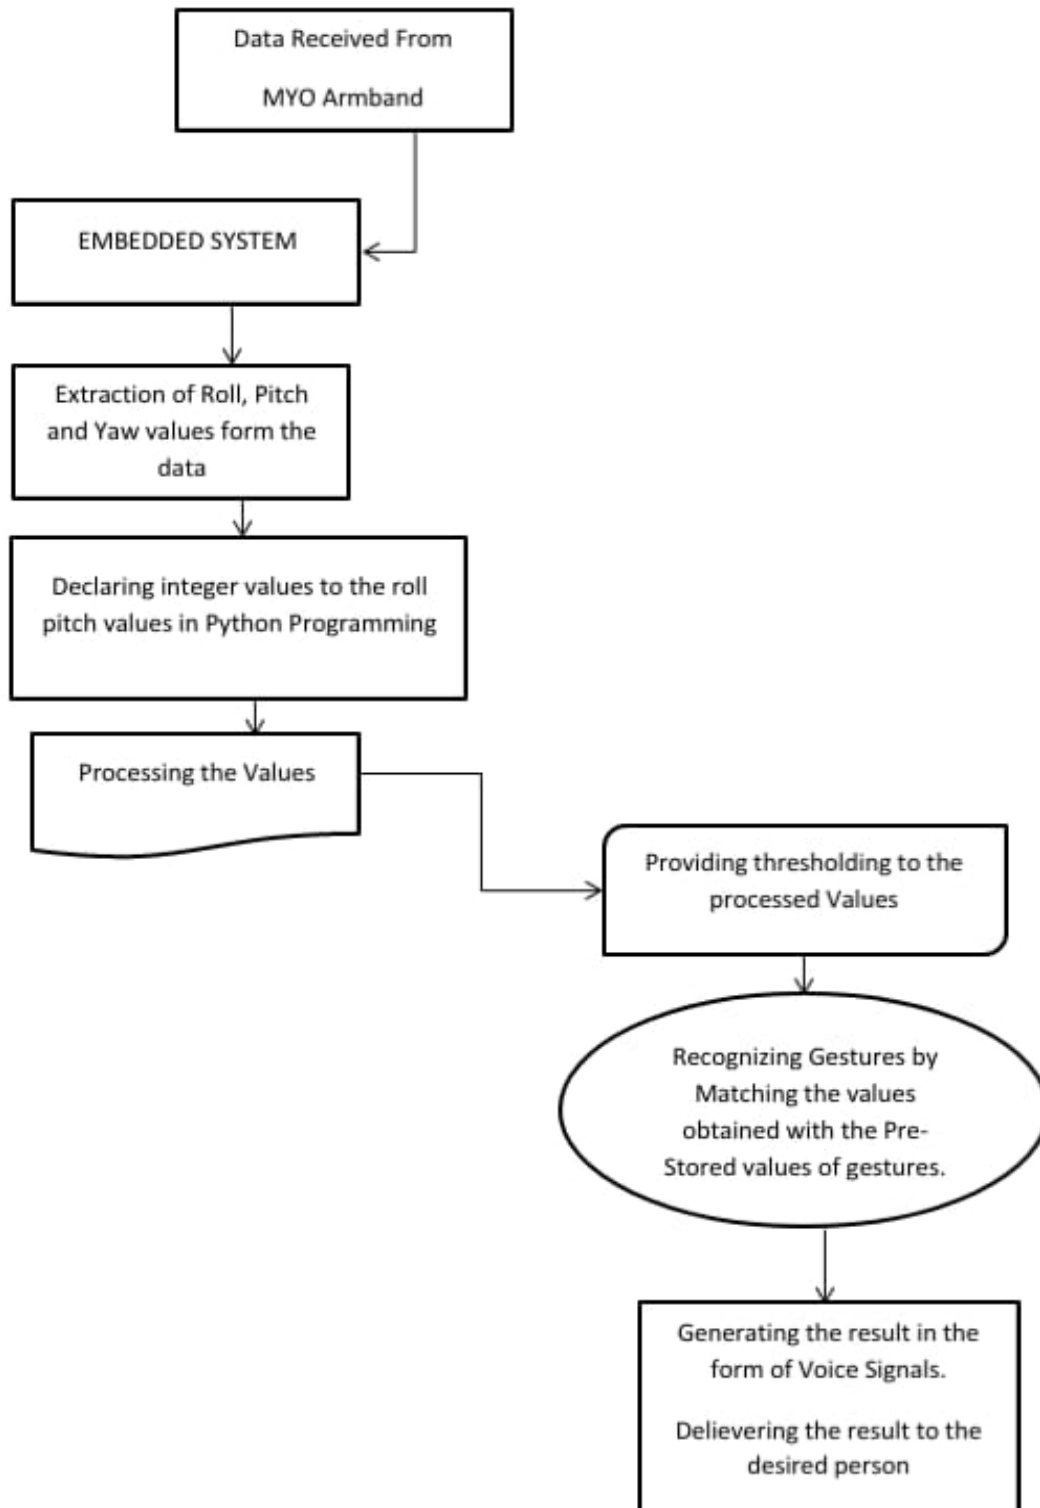 Data Received From
MYO Armband
EMBEDDED SYSTEM
Extraction of Roll, Pitch
and Yaw values form the
data
Declaring integer values to the roll
pitch values in Python Programming
Processing the Values
Providing thresholding to the
processed Values
Recognizing Gestures by
Matching the values
obtained with the Pre-
Stored values of gestures.
Generating the result in the
form of Voice Signals.
Delievering the result to the
desired person